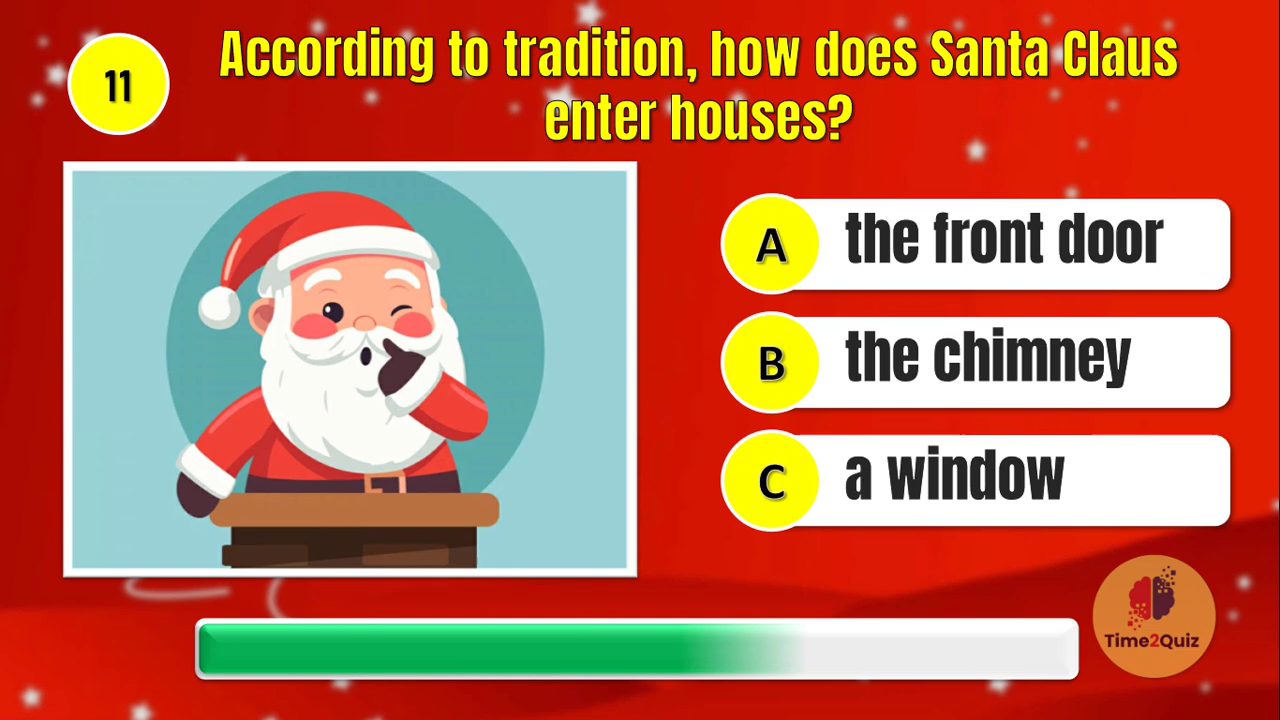 11
According to tradition, how does Santa Claus
enter houses?
A the front door
B the chimney
C a window
Time2Quiz